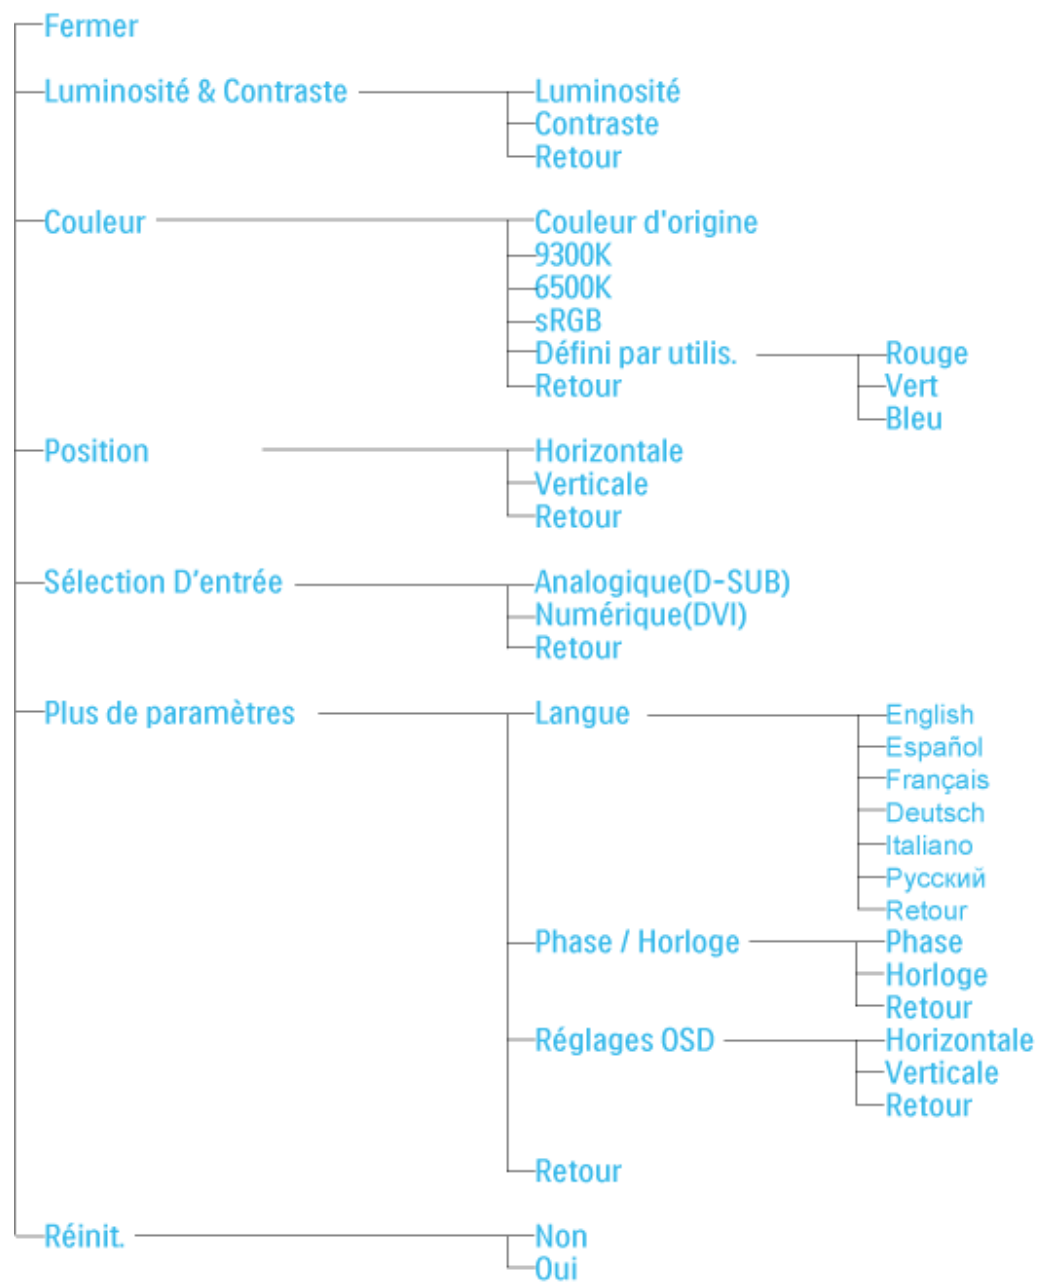 Fermer
Luminosité & Contraste
Luminosité
Contraste
Retour
Couleur
Couleur d'origine
9300K
6500K
sRGB
Défini par utilis.
Rouge
Vert
Bleu
Retour
Position
Horizontale
Verticale
Retour
Sélection D’entrée
Analogique(D-SUB)
Numérique(DVI)
Retour
Plus de paramètres
Langue
English
Español
Français
Deutsch
Italiano
Русский
Retour
Phase / Horloge
Phase
Horloge
Retour
Réglages OSD
Horizontale
Verticale
Retour
Retour
Réinit.
Non
Oui